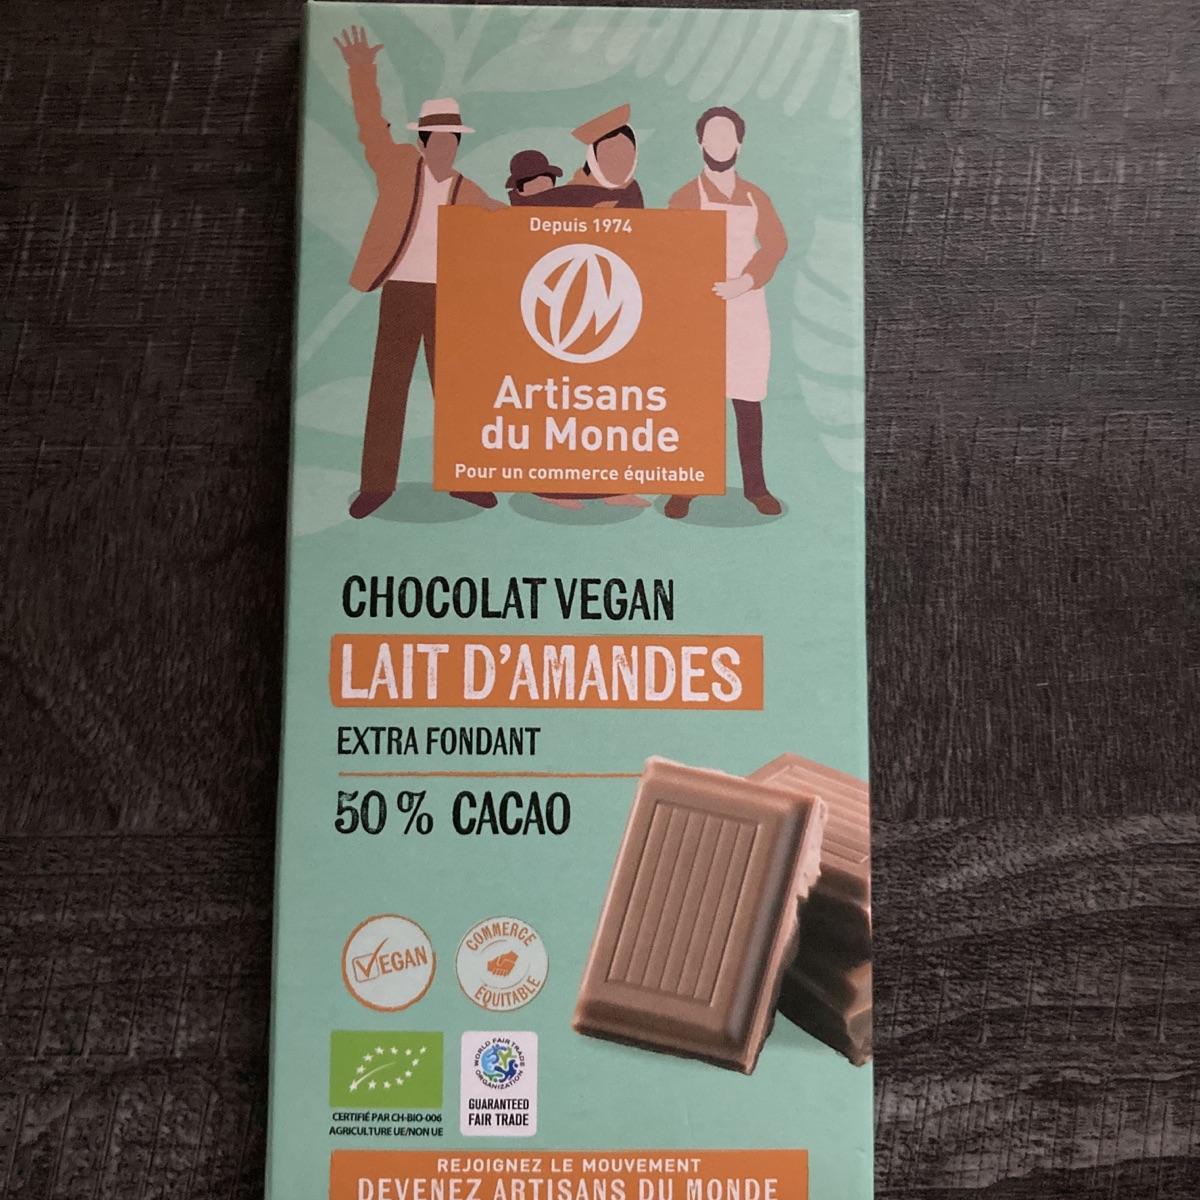 Depuis 1974
Artisans
du Monde
Pour un commerce équitable
CHOCOLAT VEGAN
LAIT D'AMANDES
EXTRA FONDANT
50 % CACAO
VEGAN
COMMERCE
ÉQUITABLE
WORLD FAIR TRADE
ORGANIZATION
GUARANTEED
FAIR TRADE
CERTIFIÉ PAR CH-BIO-006
AGRICULTURE UE/NON UE
REJOIGNEZ LE MOUVEMENT
DEVENEZ ARTISANS DU MONDE